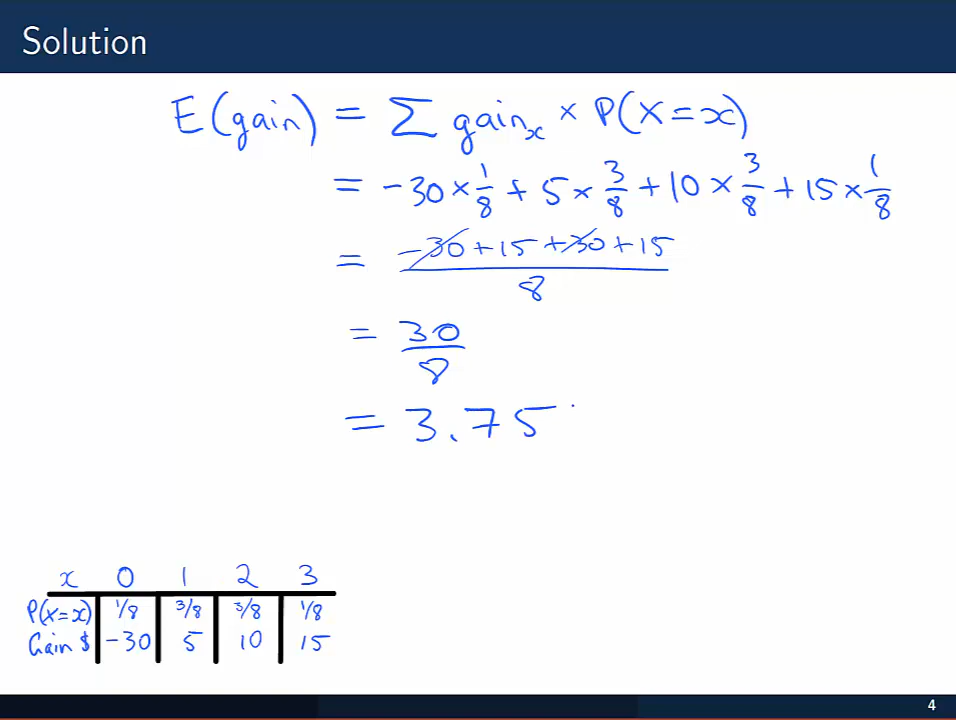 Solution
E(gain) = ∑ gainₓ × P(X=x)
= -30 × 1/8 + 5 × 3/8 + 10 × 3/8 + 15 × 1/8
= -30 + 15 + 30 + 15 / 8
= 30/8
= 3.75
x 0 1 2 3
P(X=x) 1/8 3/8 3/8 1/8
Gain $ -30 5 10 15
4